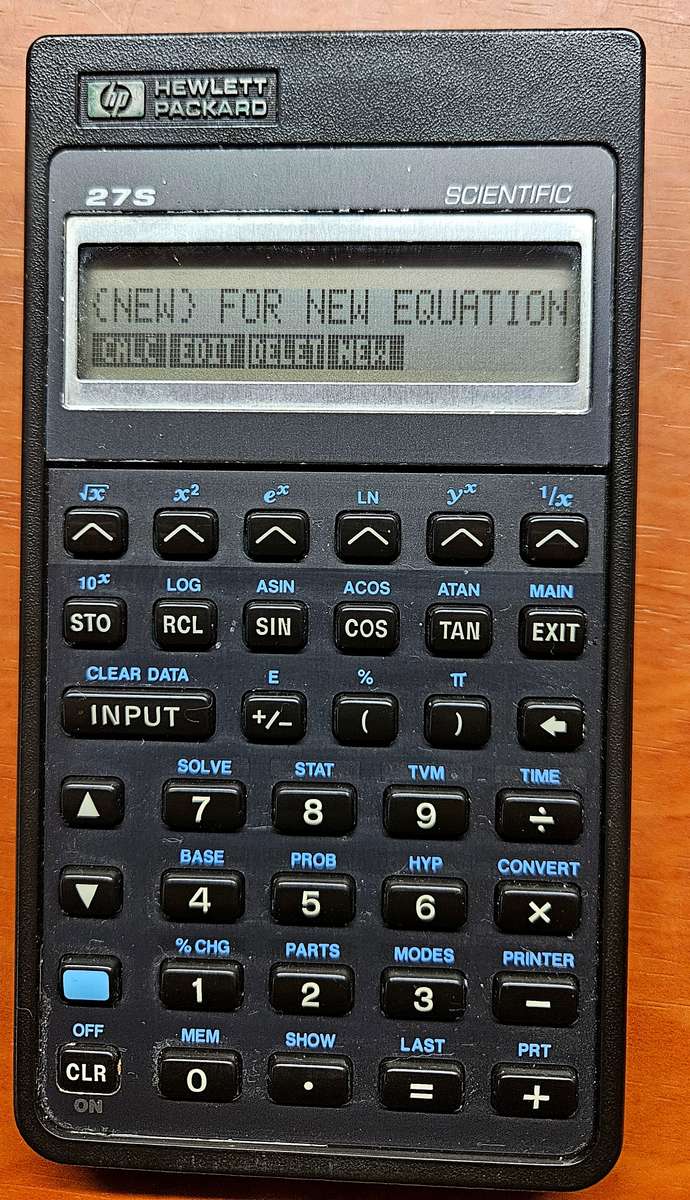 hp HEWLETT
PACKARD
27S SCIENTIFIC
<NEW> FOR NEW EQUATION
CALC EDIT DELET NEW
√x x² eˣ LN yˣ 1/x
10ˣ LOG ASIN ACOS ATAN MAIN
STO RCL SIN COS TAN EXIT
CLEAR DATA E % π
INPUT +/− ( ) ←
SOLVE STAT TVM TIME
▲ 7 8 9 ÷
BASE PROB HYP CONVERT
▼ 4 5 6 ×
%CHG PARTS MODES PRINTER
1 2 3 −
OFF MEM SHOW LAST PRT
CLR 0 . = +
ON